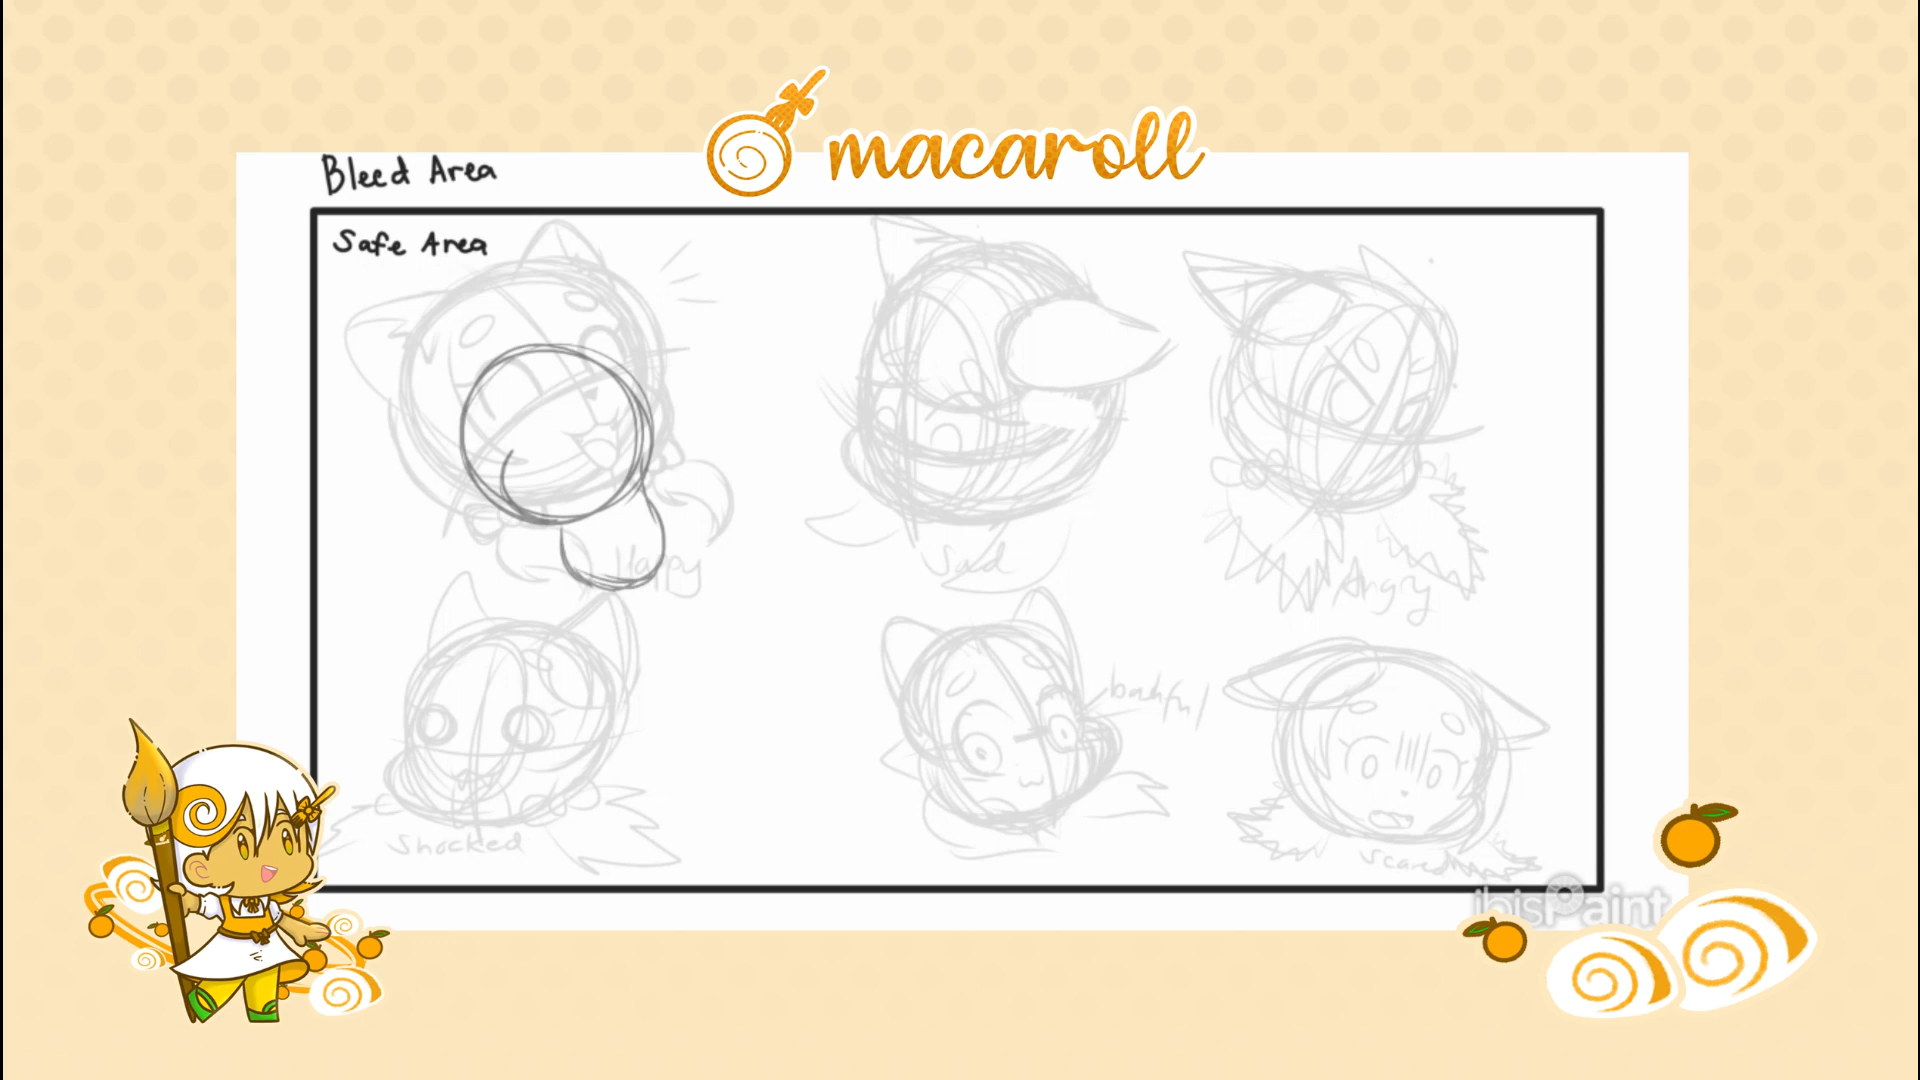 macaroll
Bleed Area
Safe Area
Happy
Sad
Angry
bashful
Shocked
scared
ibisPaint